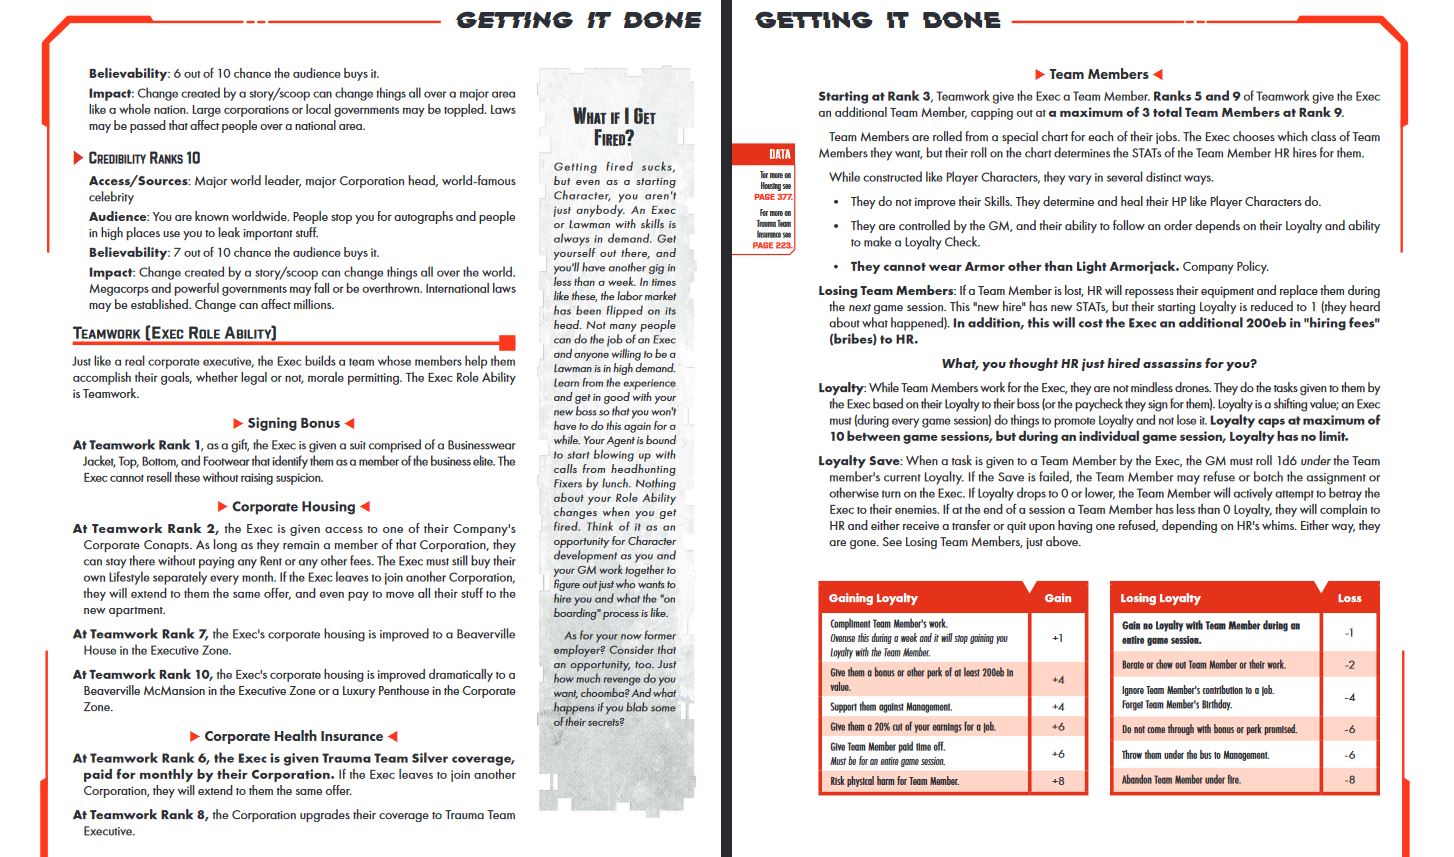 GETTING IT DONE
Believability: 6 out of 10 chance the audience buys it.
Impact: Change created by a story/scoop can change things all over a major area
like a whole nation. Large corporations or local governments may be toppled. Laws
may be passed that affect people over a national area.
Credibility Ranks 10
Access/Sources: Major world leader, major Corporation head, world-famous
celebrity
Audience: You are known worldwide. People stop you for autographs and people
in high places use you to leak important stuff.
Believability: 7 out of 10 chance the audience buys it.
Impact: Change created by a story/scoop can change things all over the world.
Megacorps and powerful governments may fall or be overthrown. International laws
may be established. Change can affect millions.
Teamwork (Exec Role Ability)
Just like a real corporate executive, the Exec builds a team whose members help them
accomplish their goals, whether legal or not, morale permitting. The Exec Role Ability
is Teamwork.
Signing Bonus
At Teamwork Rank 1, as a gift, the Exec is given a suit comprised of a Businesswear
Jacket, Top, Bottom, and Footwear that identify them as a member of the business elite. The
Exec cannot resell these without raising suspicion.
Corporate Housing
At Teamwork Rank 2, the Exec is given access to one of their Company's
Corporate Conapts. As long as they remain a member of that Corporation, they
can stay there without paying any Rent or any other fees. The Exec must still buy their
own Lifestyle separately every month. If the Exec leaves to join another Corporation,
they will extend to them the same offer, and even pay to move all their stuff to the
new apartment.
At Teamwork Rank 7, the Exec's corporate housing is improved to a Beaverville
House in the Executive Zone.
At Teamwork Rank 10, the Exec's corporate housing is improved dramatically to a
Beaverville McMansion in the Executive Zone or a Luxury Penthouse in the Corporate
Zone.
Corporate Health Insurance
At Teamwork Rank 6, the Exec is given Trauma Team Silver coverage,
paid for monthly by their Corporation. If the Exec leaves to join another
Corporation, they will extend to them the same offer.
At Teamwork Rank 8, the Corporation upgrades their coverage to Trauma Team
Executive.
What if I Get
Fired?
Getting fired sucks,
but even as a starting
Character, you aren't
just anybody. An Exec
or Lawman with skills is
always in demand. Get
yourself out there, and
you'll have another gig in
less than a week. In times
like these, the labor market
has been flipped on its
head. Not many people
can do the job of an Exec
and anyone willing to be a
Lawman is in high demand.
Learn from the experience
and get in good with your
new boss so that you won't
have to do this again for a
while. Your Agent is bound
to start blowing up with
calls from headhunting
Fixers by lunch. Nothing
about your Role Ability
changes when you get
fired. Think of it as an
opportunity for Character
development as you and
your GM work together to
figure out just who wants to
hire you and what the "on
boarding" process is like.
As for your now former
employer? Consider that
an opportunity, too. Just
how much revenge do you
want, choomba? And what
happens if you blab some
of their secrets?
GETTING IT DONE
DATA
Tor more on
Housing see
PAGE 377.
For more on
Trauma Team
Insurance see
PAGE 223.
Team Members
Starting at Rank 3, Teamwork give the Exec a Team Member. Ranks 5 and 9 of Teamwork give the Exec
an additional Team Member, capping out at a maximum of 3 total Team Members at Rank 9.
Team Members are rolled from a special chart for each of their jobs. The Exec chooses which class of Team
Members they want, but their roll on the chart determines the STATs of the Team Member HR hires for them.
While constructed like Player Characters, they vary in several distinct ways.
• They do not improve their Skills. They determine and heal their HP like Player Characters do.
• They are controlled by the GM, and their ability to follow an order depends on their Loyalty and ability
to make a Loyalty Check.
• They cannot wear Armor other than Light Armorjack. Company Policy.
Losing Team Members: If a Team Member is lost, HR will repossess their equipment and replace them during
the next game session. This "new hire" has new STATs, but their starting Loyalty is reduced to 1 (they heard
about what happened). In addition, this will cost the Exec an additional 200eb in "hiring fees"
(bribes) to HR.
What, you thought HR just hired assassins for you?
Loyalty: While Team Members work for the Exec, they are not mindless drones. They do the tasks given to them by
the Exec based on their Loyalty to their boss (or the paycheck they sign for them). Loyalty is a shifting value; an Exec
must (during every game session) do things to promote Loyalty and not lose it. Loyalty caps at maximum of
10 between game sessions, but during an individual game session, Loyalty has no limit.
Loyalty Save: When a task is given to a Team Member by the Exec, the GM must roll 1d6 under the Team
member's current Loyalty. If the Save is failed, the Team Member may refuse or botch the assignment or
otherwise turn on the Exec. If Loyalty drops to 0 or lower, the Team Member will actively attempt to betray the
Exec to their enemies. If at the end of a session a Team Member has less than 0 Loyalty, they will complain to
HR and either receive a transfer or quit upon having one refused, depending on HR's whims. Either way, they
are gone. See Losing Team Members, just above.
Gaining Loyalty Gain
Compliment Team Member's work.
Overuse this during a week and it will stop gaining you
Loyalty with the Team Member.
+1
Give them a bonus or other perk of at least 200eb in
value.
+4
Support them against Management. +4
Give them a 20% cut of your earnings for a job. +6
Give Team Member paid time off.
Must be for an entire game session.
+6
Risk physical harm for Team Member. +8
Losing Loyalty Loss
Gain no Loyalty with Team Member during an
entire game session.
-1
Berate or chew out Team Member or their work. -2
Ignore Team Member's contribution to a job.
Forget Team Member's Birthday.
-4
Do not come through with bonus or perk promised. -6
Throw them under the bus to Management. -6
Abandon Team Member under fire. -8